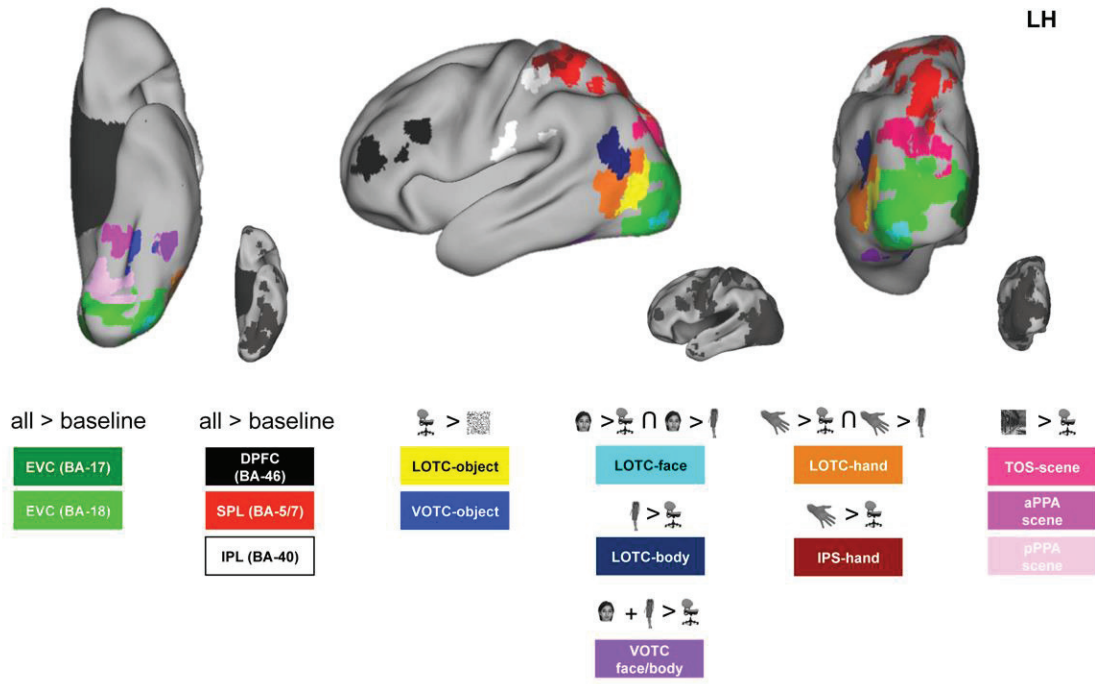 LH
all > baseline
EVC (BA-17)
EVC (BA-18)
all > baseline
DPFC
(BA-46)
SPL (BA-5/7)
IPL (BA-40)
>
LOTC-object
VOTC-object
> ∩ >
LOTC-face
>
LOTC-body
+ >
VOTC
face/body
> ∩ >
LOTC-hand
>
IPS-hand
>
TOS-scene
aPPA
scene
pPPA
scene